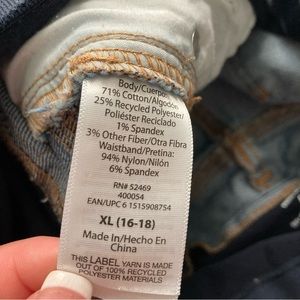 Body/Cuerpo:
71% Cotton/Algodón
25% Recycled Polyester/
Poliéster Reciclado
1% Spandex
3% Other Fiber/Otra Fibra
Waistband/Pretina:
94% Nylon/Nilón
6% Spandex
RN# 52469
400054
EAN/UPC 6 1515908754
XL (16-18)
Made In/Hecho En
China
THIS LABEL YARN IS MADE
OUT OF 100% RECYCLED
POLYESTER MATERIALS